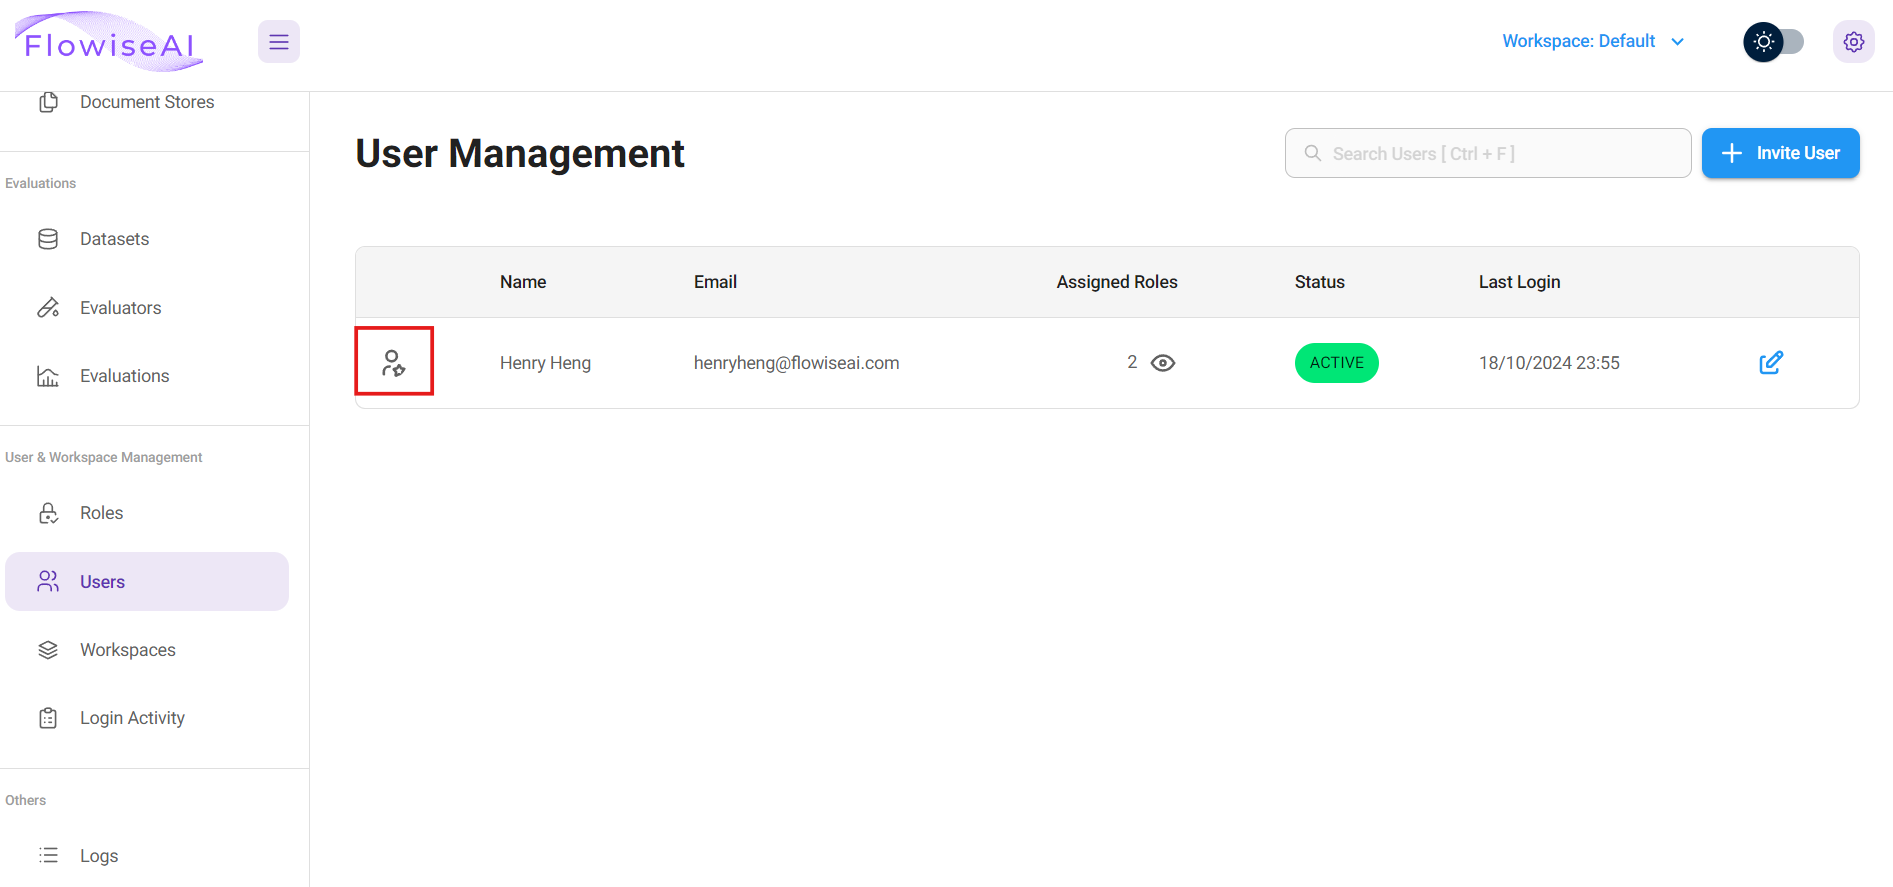 FlowiseAI
Workspace: Default
Document Stores
Evaluations
Datasets
Evaluators
Evaluations
User & Workspace Management
Roles
Users
Workspaces
Login Activity
Others
Logs
User Management
Search Users [ Ctrl + F ]
Invite User
Name Email Assigned Roles Status Last Login
Henry Heng henryheng@flowiseai.com 2 ACTIVE 18/10/2024 23:55